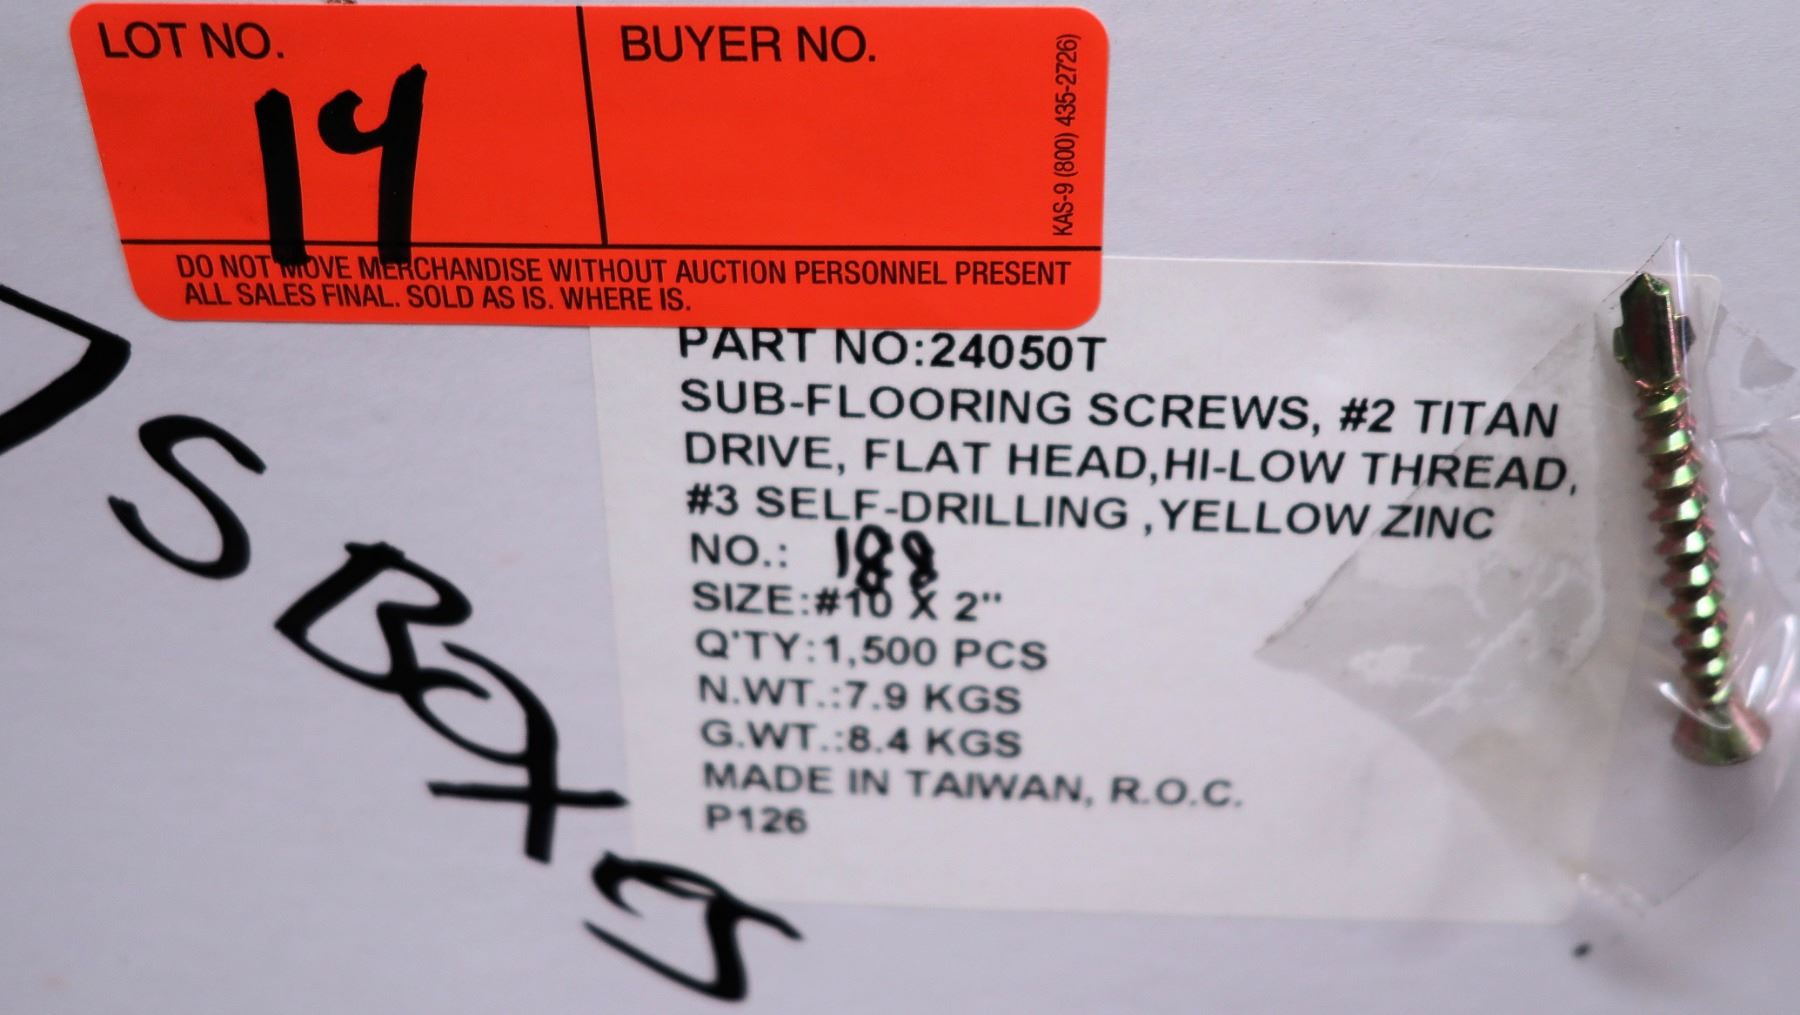 LOT NO.
19
BUYER NO.
KAS-9 (800) 435-2726)
DO NOT MOVE MERCHANDISE WITHOUT AUCTION PERSONNEL PRESENT
ALL SALES FINAL. SOLD AS IS. WHERE IS.
PART NO:24050T
SUB-FLOORING SCREWS, #2 TITAN
DRIVE, FLAT HEAD,HI-LOW THREAD,
#3 SELF-DRILLING ,YELLOW ZINC
NO.: 188
SIZE:#10 X 2"
Q'TY:1,500 PCS
N.WT.:7.9 KGS
G.WT.:8.4 KGS
MADE IN TAIWAN, R.O.C.
P126
BOX